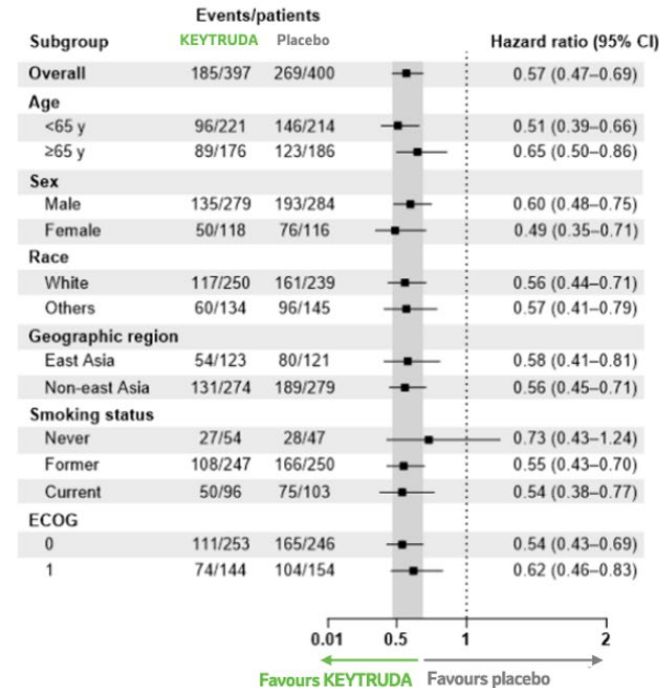 Events/patients
Subgroup KEYTRUDA Placebo Hazard ratio (95% CI)
Overall 185/397 269/400 0.57 (0.47–0.69)
Age
<65 y 96/221 146/214 0.51 (0.39–0.66)
≥65 y 89/176 123/186 0.65 (0.50–0.86)
Sex
Male 135/279 193/284 0.60 (0.48–0.75)
Female 50/118 76/116 0.49 (0.35–0.71)
Race
White 117/250 161/239 0.56 (0.44–0.71)
Others 60/134 96/145 0.57 (0.41–0.79)
Geographic region
East Asia 54/123 80/121 0.58 (0.41–0.81)
Non-east Asia 131/274 189/279 0.56 (0.45–0.71)
Smoking status
Never 27/54 28/47 0.73 (0.43–1.24)
Former 108/247 166/250 0.55 (0.43–0.70)
Current 50/96 75/103 0.54 (0.38–0.77)
ECOG
0 111/253 165/246 0.54 (0.43–0.69)
1 74/144 104/154 0.62 (0.46–0.83)
0.01 0.5 1 2
Favours KEYTRUDA Favours placebo